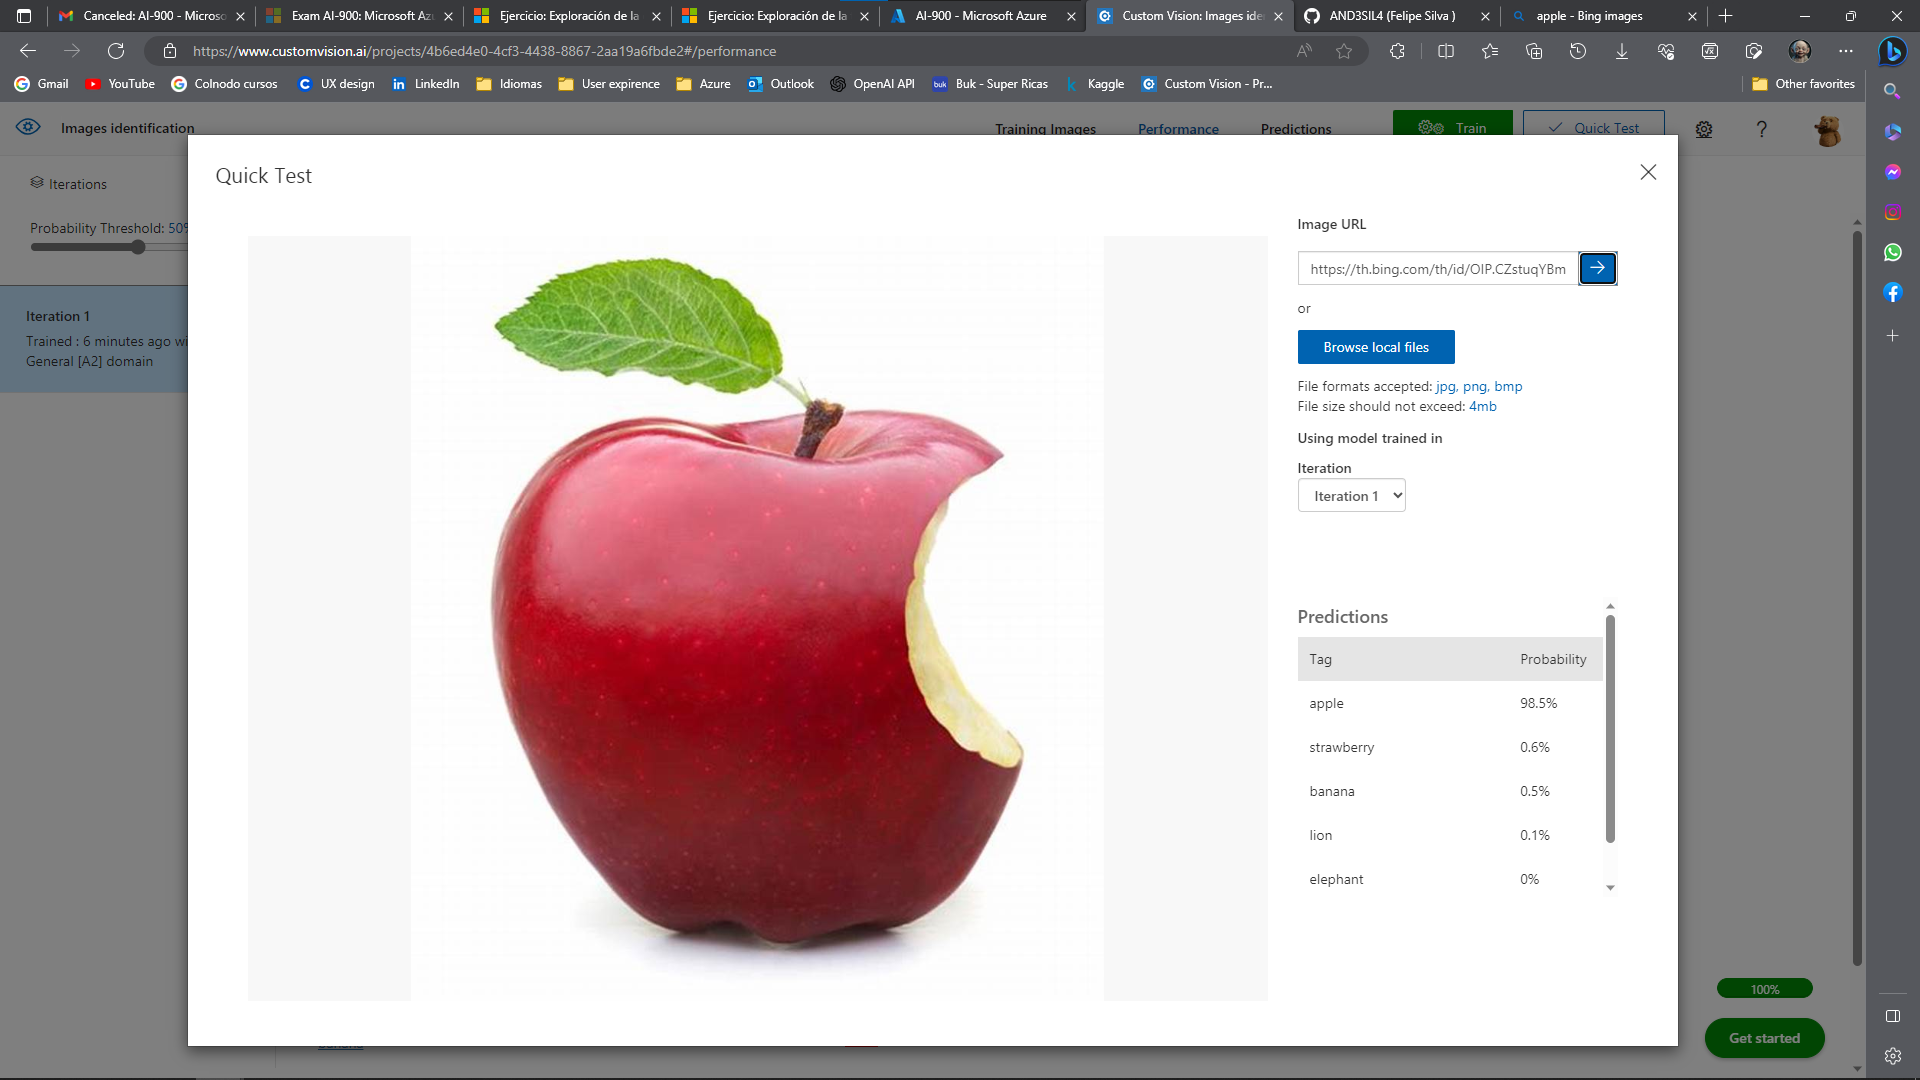 Canceled: AI-900 - Microso
Exam AI-900: Microsoft Azu
Ejercicio: Exploración de la
Ejercicio: Exploración de la
AI-900 - Microsoft Azure
Custom Vision: Images ide
AND3SIL4 (Felipe Silva )
apple - Bing images
https://www.customvision.ai/projects/4b6ed4e0-4cf3-4438-8867-2aa19a6fbde2#/performance
Gmail
YouTube
Colnodo cursos
UX design
LinkedIn
Idiomas
User expirence
Azure
Outlook
OpenAI API
Buk - Super Ricas
Kaggle
Custom Vision - Pr...
Other favorites
Images identification
Training Images
Performance
Predictions
Train
Quick Test
?
Iterations
Probability Threshold: 50%
Iteration 1
Trained : 6 minutes ago wi
General [A2] domain
Quick Test
Image URL
https://th.bing.com/th/id/OIP.CZstuqYBm
or
Browse local files
File formats accepted: jpg, png, bmp
File size should not exceed: 4mb
Using model trained in
Iteration
Iteration 1
Predictions
Tag Probability
apple 98.5%
strawberry 0.6%
banana 0.5%
lion 0.1%
elephant 0%
100%
Get started